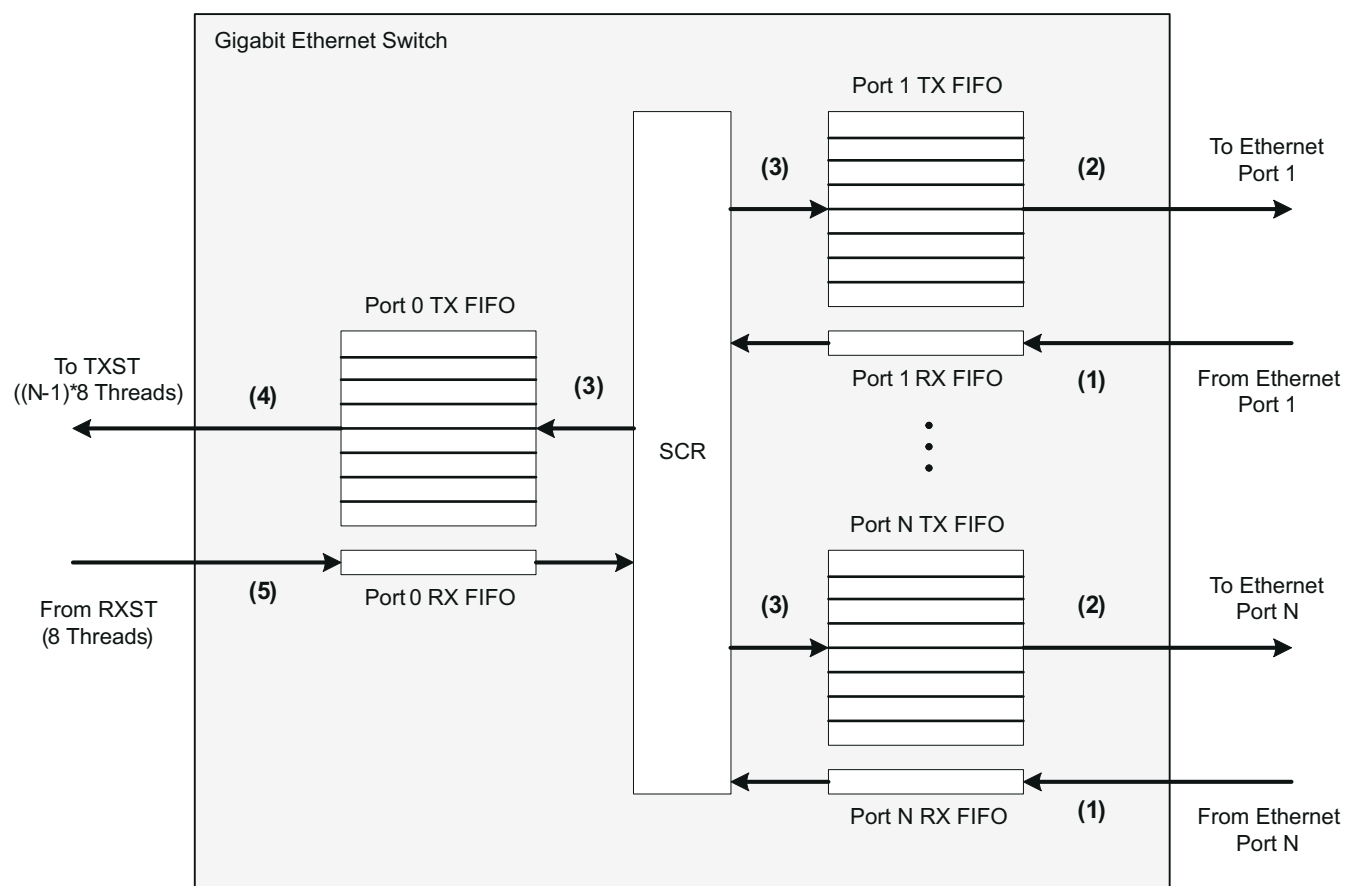 Gigabit Ethernet Switch
Port 1 TX FIFO
To Ethernet
Port 1
(3)
(2)
Port 0 TX FIFO
To TXST
((N-1)*8 Threads)
(4)
(3)
Port 1 RX FIFO
(1)
From Ethernet
Port 1
SCR
Port N TX FIFO
(5)
Port 0 RX FIFO
From RXST
(8 Threads)
(3)
(2)
To Ethernet
Port N
Port N RX FIFO
(1)
From Ethernet
Port N